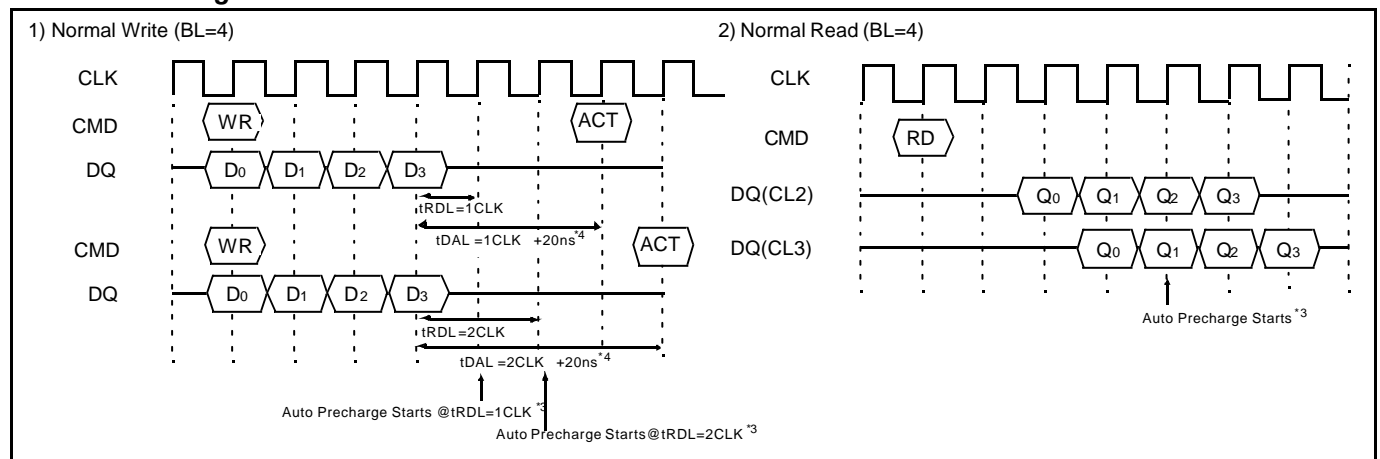 1) Normal Write (BL=4)
CLK
CMD WR ACT
DQ D0 D1 D2 D3
tRDL=1CLK
tDAL =1CLK +20ns*4
CMD WR ACT
DQ D0 D1 D2 D3
tRDL=2CLK
tDAL =2CLK +20ns*4
Auto Precharge Starts @tRDL=1CLK *3
Auto Precharge Starts@tRDL=2CLK *3
2) Normal Read (BL=4)
CLK
CMD RD
DQ(CL2) Q0 Q1 Q2 Q3
DQ(CL3) Q0 Q1 Q2 Q3
Auto Precharge Starts *3